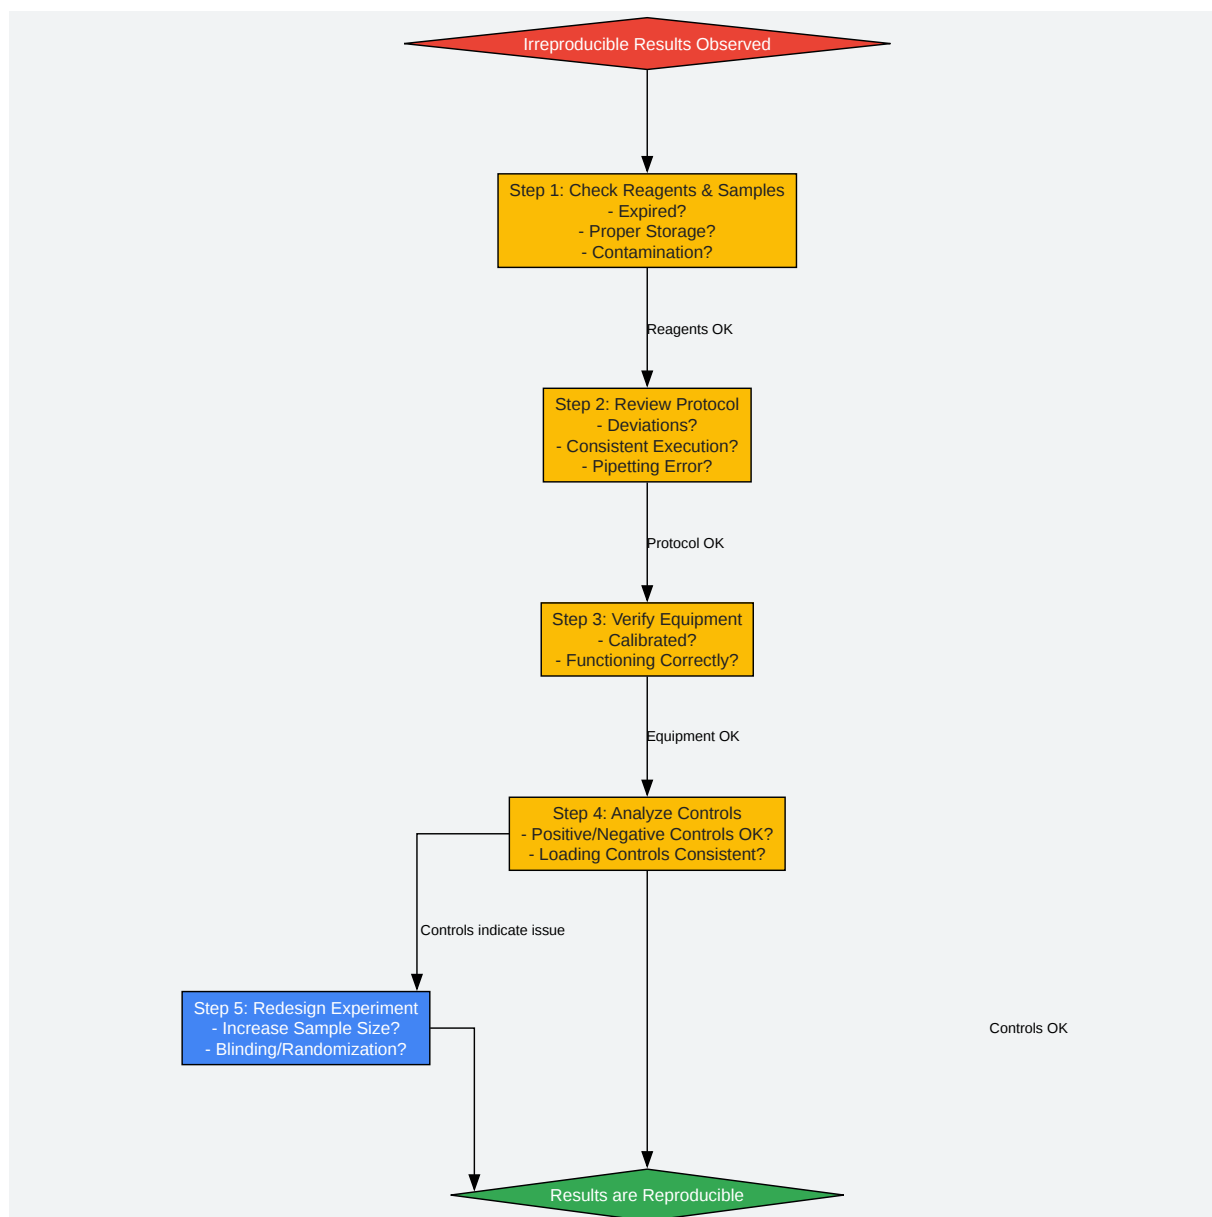 Irreproducible Results Observed
Step 1: Check Reagents & Samples
- Expired?
- Proper Storage?
- Contamination?
Reagents OK
Step 2: Review Protocol
- Deviations?
- Consistent Execution?
- Pipetting Error?
Protocol OK
Step 3: Verify Equipment
- Calibrated?
- Functioning Correctly?
Equipment OK
Step 4: Analyze Controls
- Positive/Negative Controls OK?
- Loading Controls Consistent?
Controls indicate issue
Step 5: Redesign Experiment
- Increase Sample Size?
- Blinding/Randomization?
Controls OK
Results are Reproducible